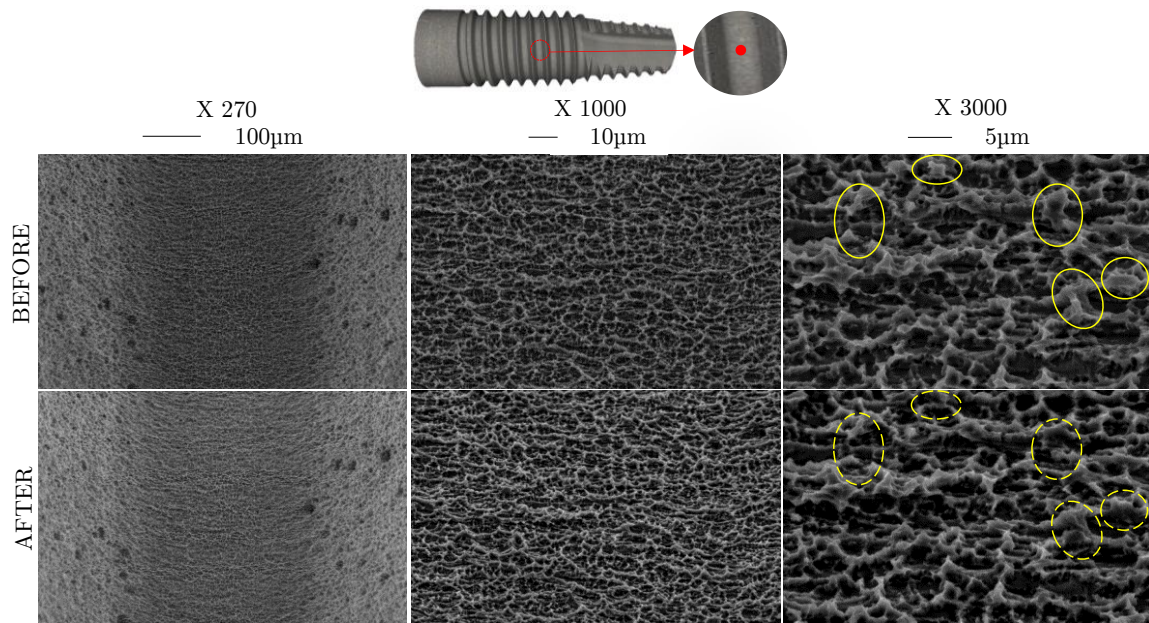 X 270
X 1000
X 3000
100µm
10µm
5µm
BEFORE
AFTER